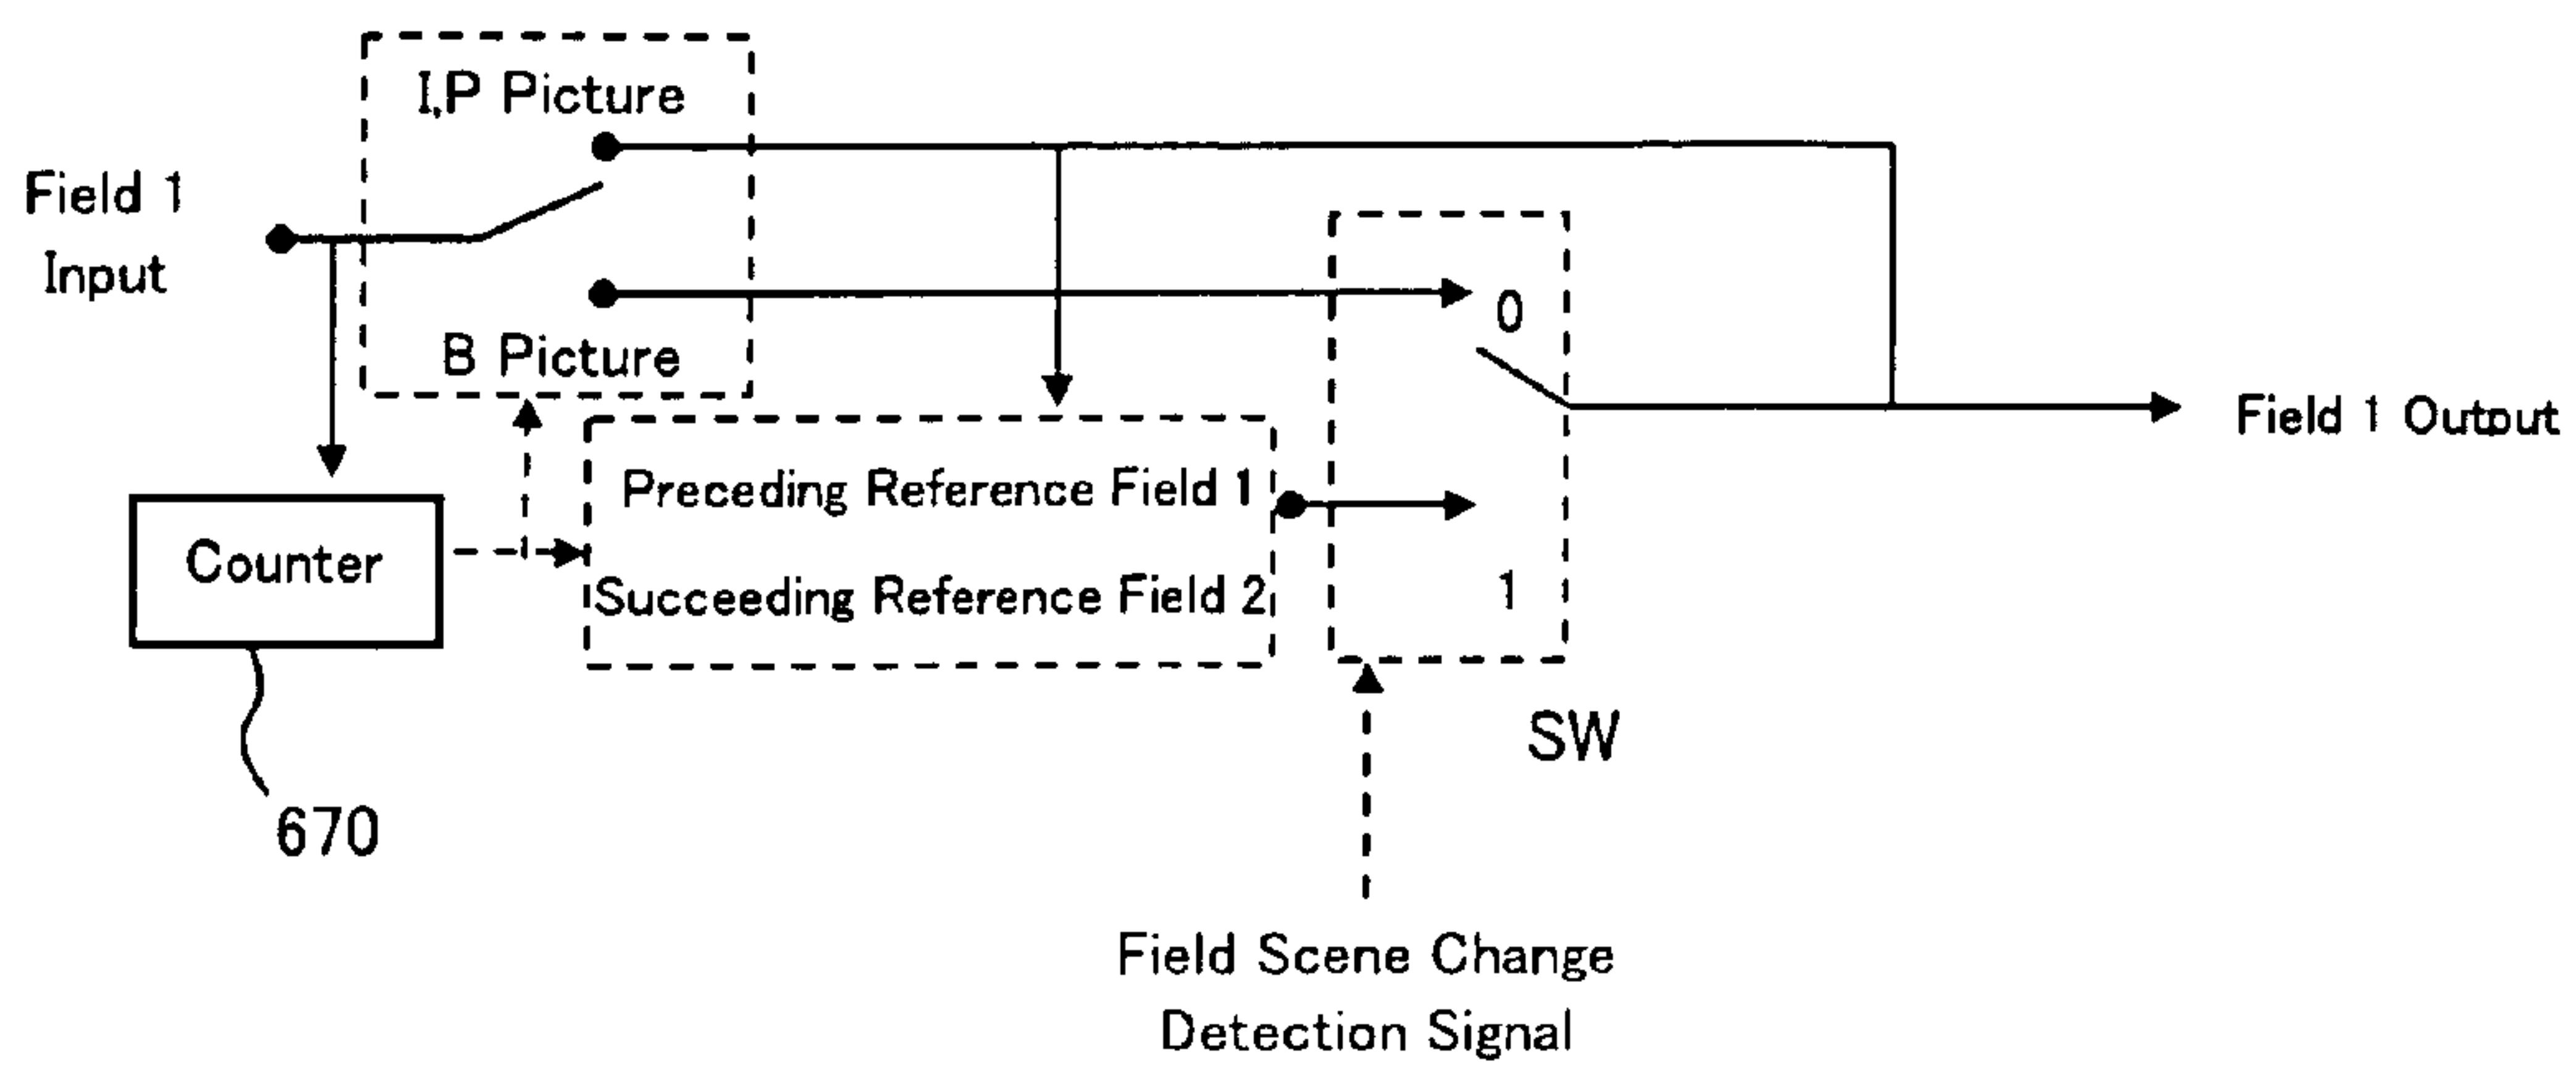 I,P Picture
Field 1
Input
0
B Picture
Field 1 Output
Preceding Reference Field 1
Counter
Succeeding Reference Field 2
1
SW
670
Field Scene Change
Detection Signal